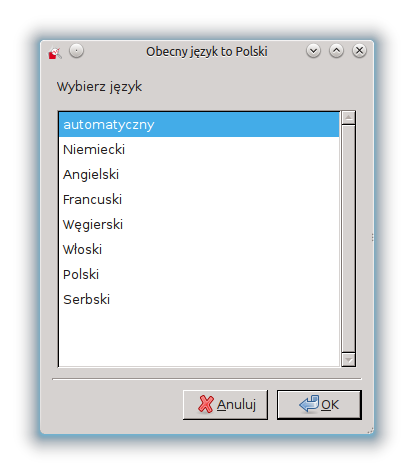 Obecny język to Polski
Wybierz język
automatyczny
Niemiecki
Angielski
Francuski
Węgierski
Włoski
Polski
Serbski
Anuluj
OK